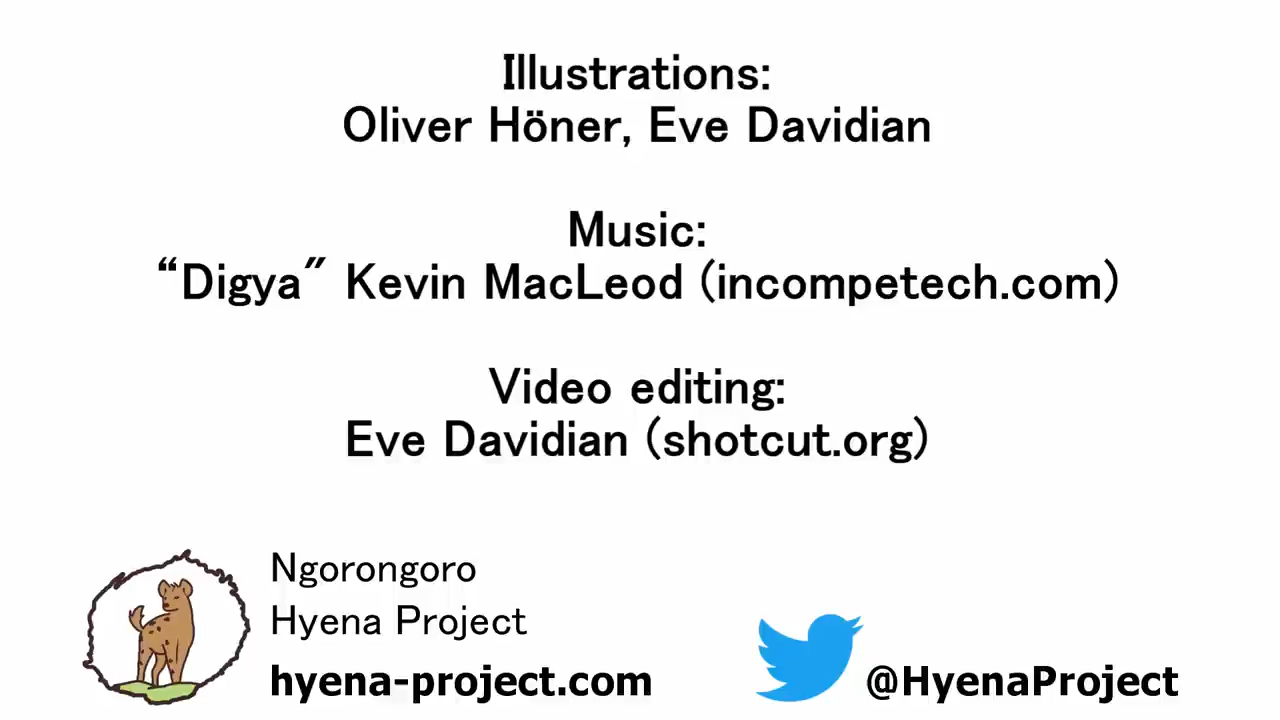 Illustrations:
Oliver Höner, Eve Davidian
Music:
“Digya” Kevin MacLeod (incompetech.com)
Video editing:
Eve Davidian (shotcut.org)
Ngorongoro
Hyena Project
hyena-project.com
@HyenaProject